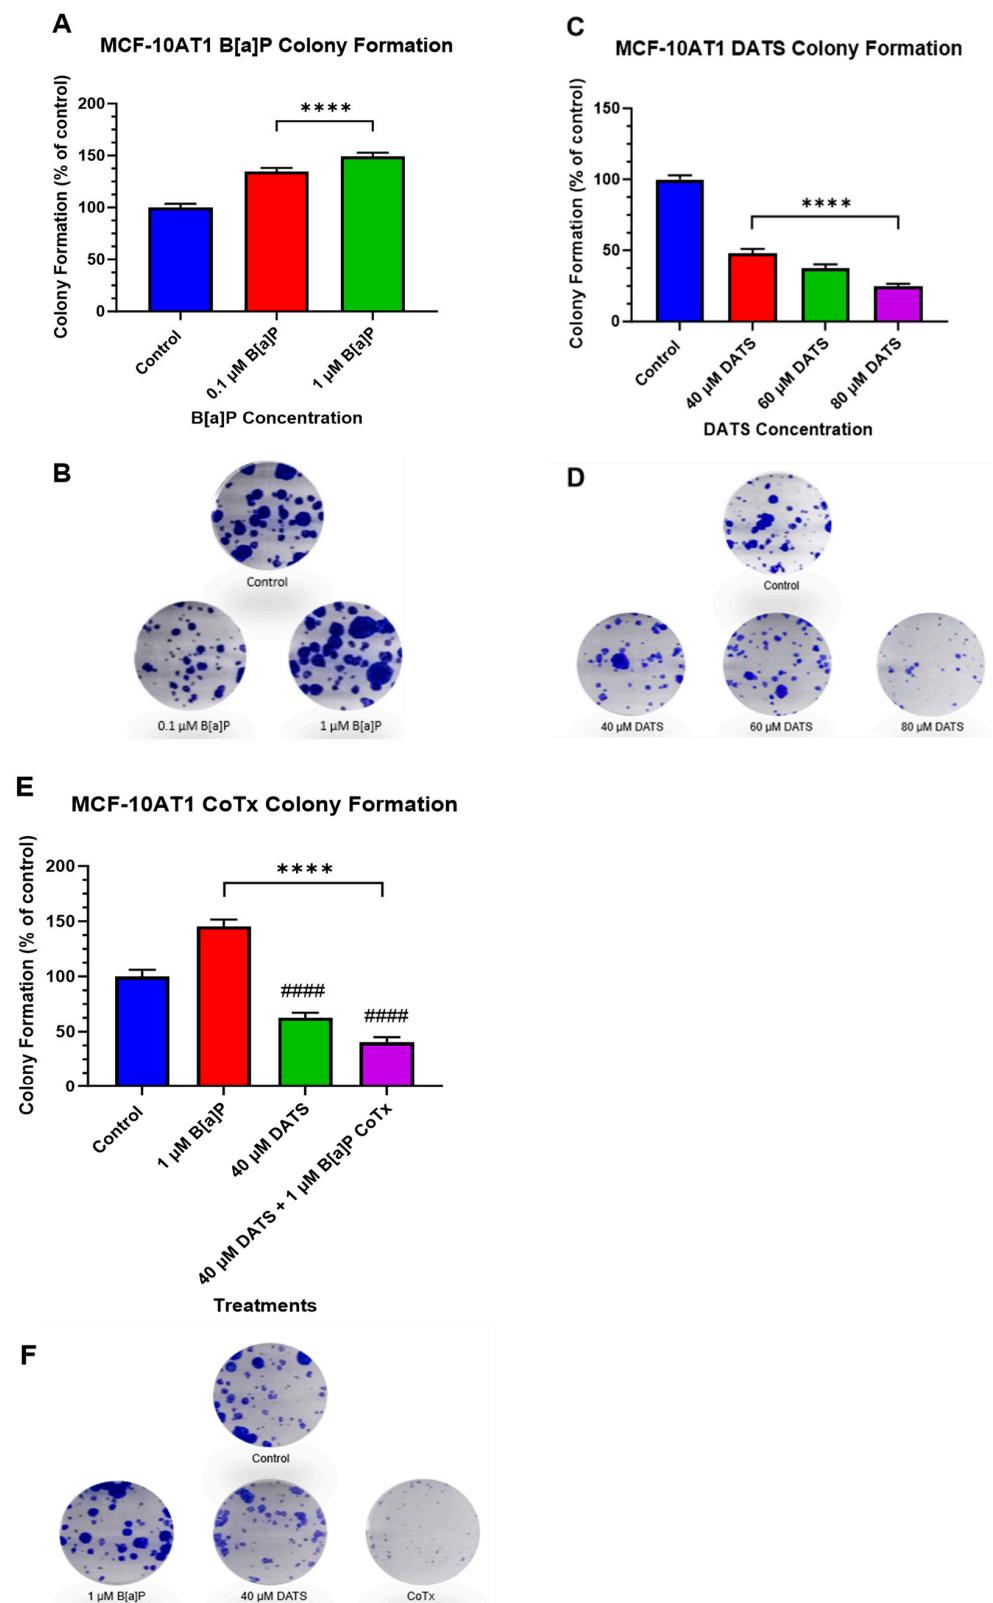 A
MCF-10AT1 B[a]P Colony Formation
Colony Formation (% of control)
200
150
100
50
0
****
Control
0.1 µM B[a]P
1 µM B[a]P
B[a]P Concentration
B
Control
0.1 µM B[a]P
1 µM B[a]P
C
MCF-10AT1 DATS Colony Formation
Colony Formation (% of control)
150
100
50
0
****
Control
40 µM DATS
60 µM DATS
80 µM DATS
DATS Concentration
D
Control
40 µM DATS
60 µM DATS
80 µM DATS
E
MCF-10AT1 CoTx Colony Formation
Colony Formation (% of control)
200
150
100
50
0
****
####
####
Control
1 µM B[a]P
40 µM DATS
40 µM DATS + 1 µM B[a]P CoTx
Treatments
F
Control
1 µM B[a]P
40 µM DATS
CoTx